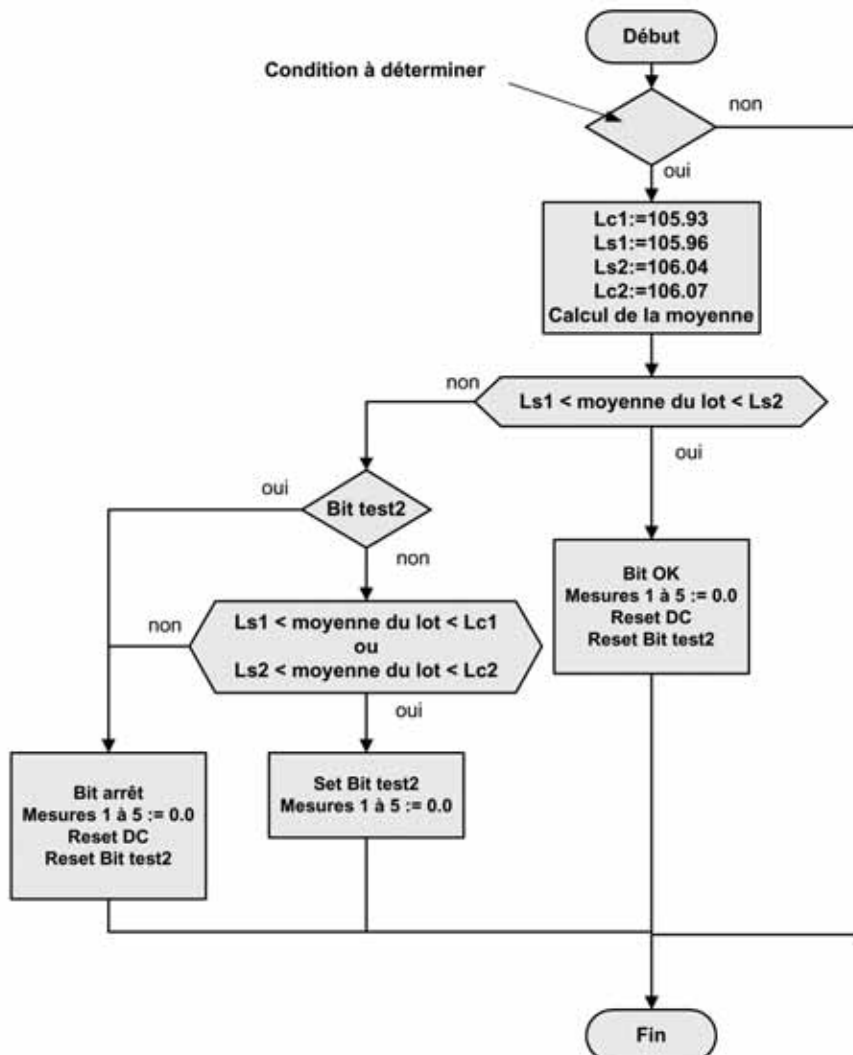 Début
Condition à déterminer
non
oui
Lc1:=105.93
Ls1:=105.96
Ls2:=106.04
Lc2:=106.07
Calcul de la moyenne
non
Ls1 < moyenne du lot < Ls2
oui
oui
Bit test2
non
Bit OK
Mesures 1 à 5 := 0.0
Reset DC
Reset Bit test2
non
Ls1 < moyenne du lot < Lc1
ou
Ls2 < moyenne du lot < Lc2
oui
Bit arrêt
Mesures 1 à 5 := 0.0
Reset DC
Reset Bit test2
Set Bit test2
Mesures 1 à 5 := 0.0
Fin